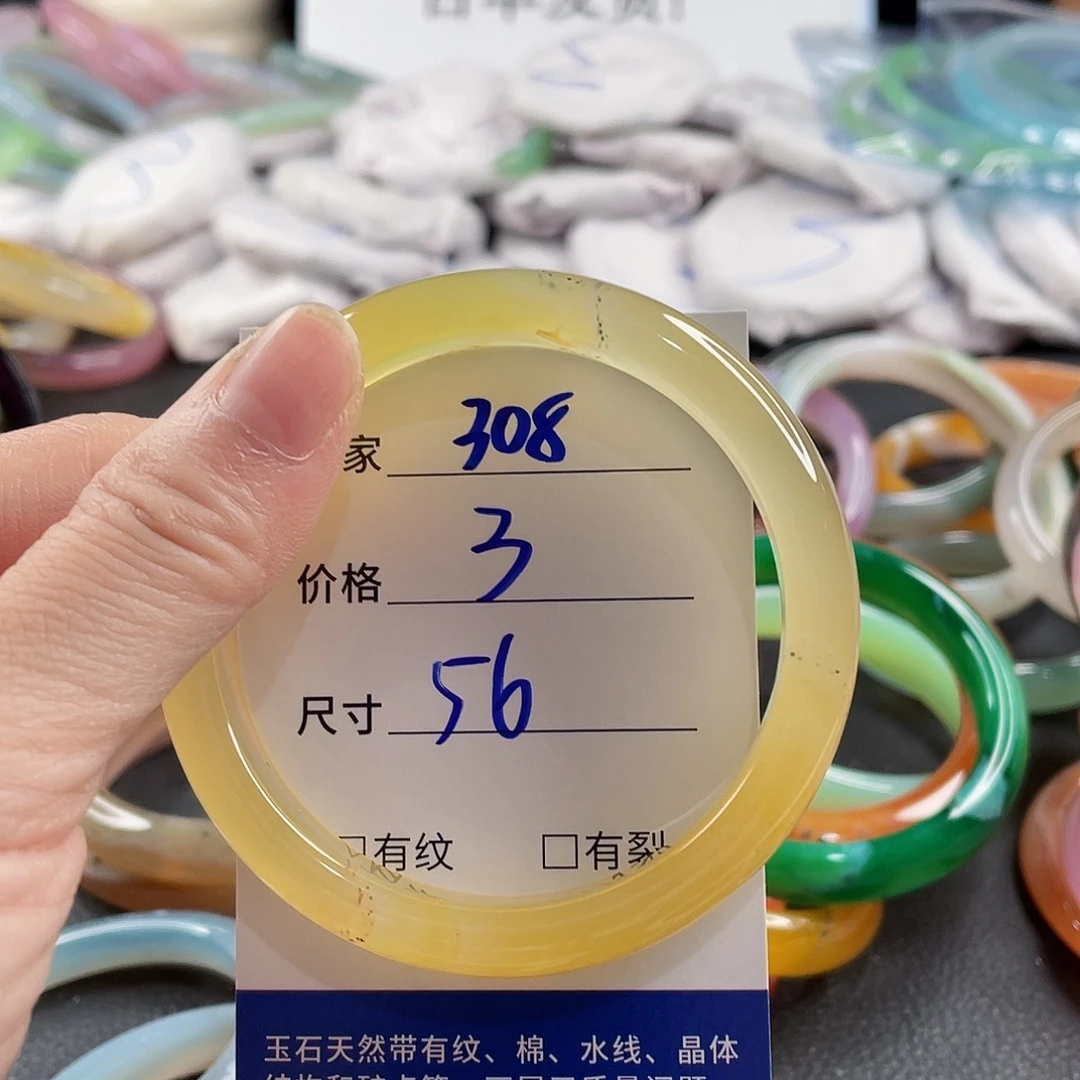 家 308
价格 3
尺寸 56
□有纹 □有裂
玉石天然带有纹、棉、水线、晶体